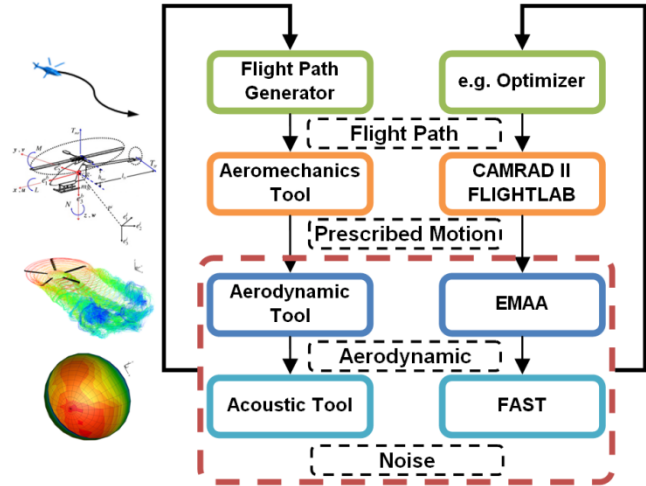 Flight Path
Generator
e.g. Optimizer
Flight Path
Aeromechanics
Tool
CAMRAD II
FLIGHTLAB
Prescribed Motion
Aerodynamic
Tool
EMAA
Aerodynamic
Acoustic Tool
FAST
Noise